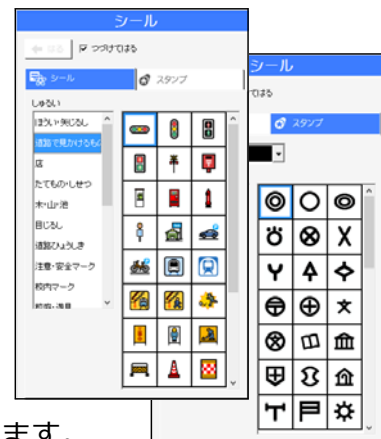 シール
はる
つづけてはる
シール
スタンプ
しゅるい
ほうい・矢じるし
道路で見かけるもの
店
たてもの・しせつ
木・山・池
目じるし
道路ひょうしき
注意・安全マーク
校内マーク
シール
ではる
スタンプ
ます。